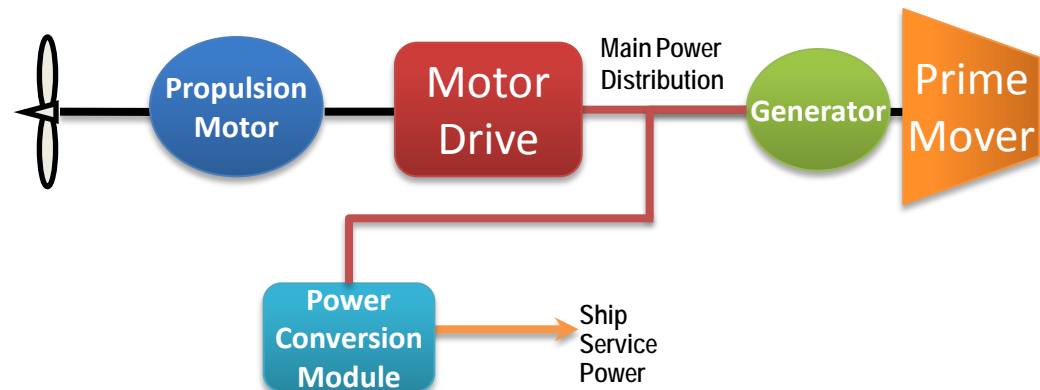 Propulsion
Motor
Motor
Drive
Main Power
Distribution
Generator
Prime
Mover
Power
Conversion
Module
Ship
Service
Power